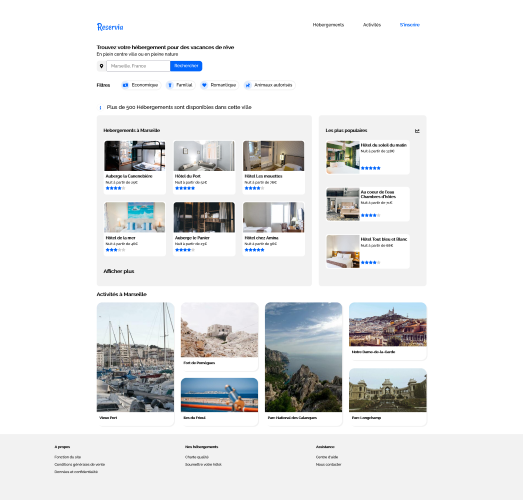 Reservia
Hébergements
Activités
S'inscrire
Trouvez votre hébergement pour des vacances de rêve
En plein centre ville ou en pleine nature
Marseille, France
Rechercher
Filtres
Économique
Familial
Romantique
Animaux autorisés
Plus de 500 Hébergements sont disponibles dans cette ville
Hébergements à Marseille
Auberge la Canebière
Nuit à partir de
Hôtel du Port
Nuit à partir de 52€
Hôtel Les mouettes
Nuit à partir de 76€
Hôtel de la mer
Nuit à partir de 46€
Auberge le Panier
Nuit à partir de 23€
Hôtel chez Amina
Nuit à partir de 96€
Afficher plus
Les plus populaires
Hôtel du soleil du matin
Nuit à partir de
Au coeur de l'eau
Chambres d'hôtes
Nuit à partir de 71€
Hôtel Tout bleu et Blanc
Nuit à partir de 68€
Activités à Marseille
Vieux Port
Fort de Pomègues
Îles du Frioul
Parc National des Calanques
Notre-Dame-de-la-Garde
Parc Longchamp
A propos
Fonction du site
Conditions générales de vente
Données et confidentialité
Nos hébergements
Charte qualité
Soumettre votre hôtel
Assistance
Centre d'aide
Nous contacter